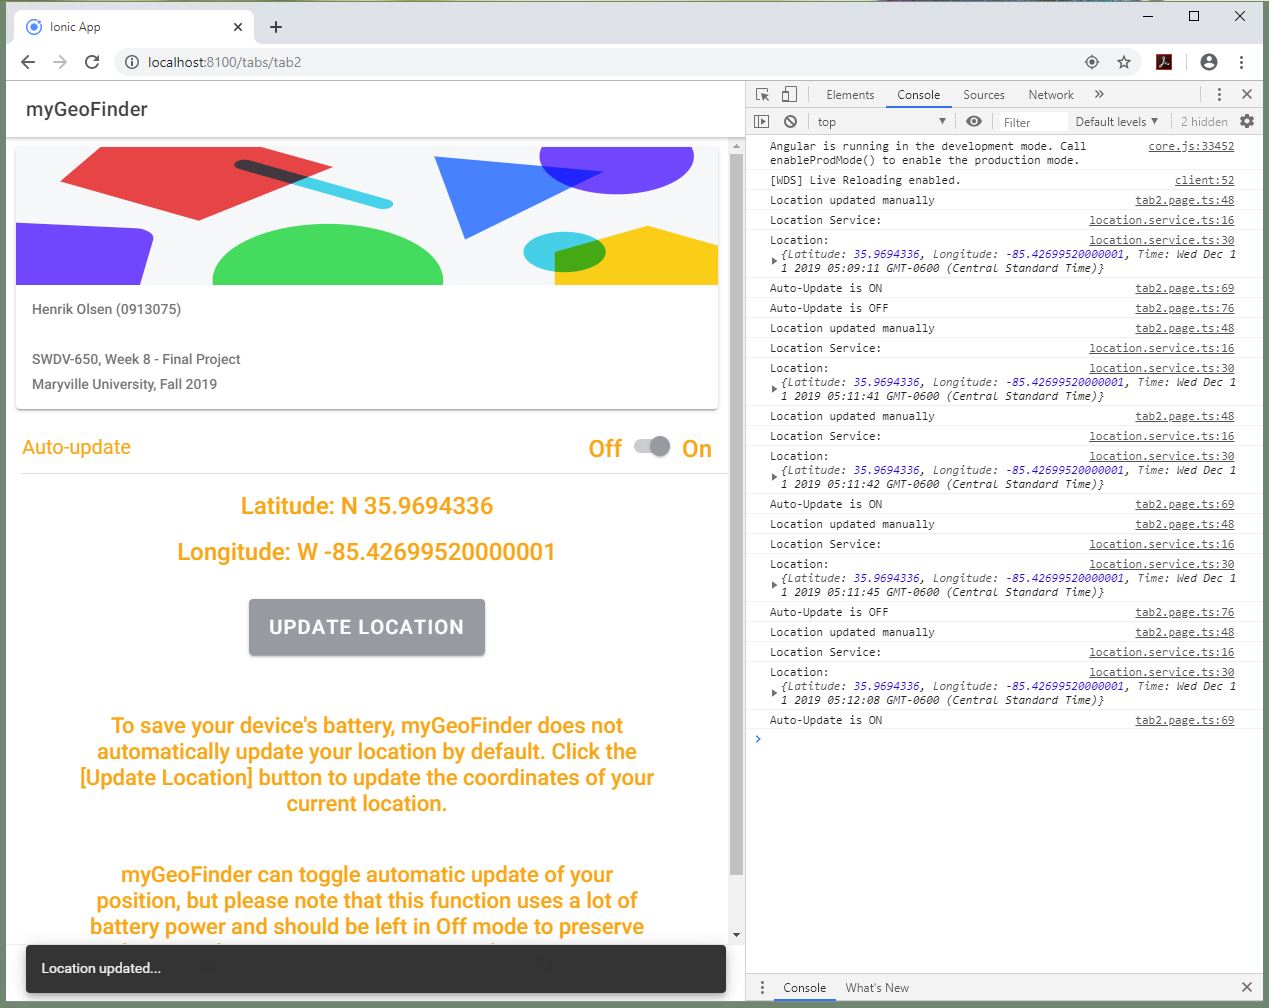 Ionic App
localhost:8100/tabs/tab2
myGeoFinder
Henrik Olsen (0913075)
SWDV-650, Week 8 - Final Project
Maryville University, Fall 2019
Auto-update Off On
Latitude: N 35.9694336
Longitude: W -85.42699520000001
UPDATE LOCATION
To save your device's battery, myGeoFinder does not
automatically update your location by default. Click the
[Update Location] button to update the coordinates of your
current location.
myGeoFinder can toggle automatic update of your
position, but please note that this function uses a lot of
battery power and should be left in Off mode to preserve
Location updated...
Elements Console Sources Network
top Filter Default levels 2 hidden
Angular is running in the development mode. Call core.js:33452
enableProdMode() to enable the production mode.
[WDS] Live Reloading enabled. client:52
Location updated manually tab2.page.ts:48
Location Service: location.service.ts:16
Location: location.service.ts:30
{Latitude: 35.9694336, Longitude: -85.42699520000001, Time: Wed Dec 1
1 2019 05:09:11 GMT-0600 (Central Standard Time)}
Auto-Update is ON tab2.page.ts:69
Auto-Update is OFF tab2.page.ts:76
Location updated manually tab2.page.ts:48
Location Service: location.service.ts:16
Location: location.service.ts:30
{Latitude: 35.9694336, Longitude: -85.42699520000001, Time: Wed Dec 1
1 2019 05:11:41 GMT-0600 (Central Standard Time)}
Location updated manually tab2.page.ts:48
Location Service: location.service.ts:16
Location: location.service.ts:30
{Latitude: 35.9694336, Longitude: -85.42699520000001, Time: Wed Dec 1
1 2019 05:11:42 GMT-0600 (Central Standard Time)}
Auto-Update is ON tab2.page.ts:69
Location updated manually tab2.page.ts:48
Location Service: location.service.ts:16
Location: location.service.ts:30
{Latitude: 35.9694336, Longitude: -85.42699520000001, Time: Wed Dec 1
1 2019 05:11:45 GMT-0600 (Central Standard Time)}
Auto-Update is OFF tab2.page.ts:76
Location updated manually tab2.page.ts:48
Location Service: location.service.ts:16
Location: location.service.ts:30
{Latitude: 35.9694336, Longitude: -85.42699520000001, Time: Wed Dec 1
1 2019 05:12:08 GMT-0600 (Central Standard Time)}
Auto-Update is ON tab2.page.ts:69
Console What's New